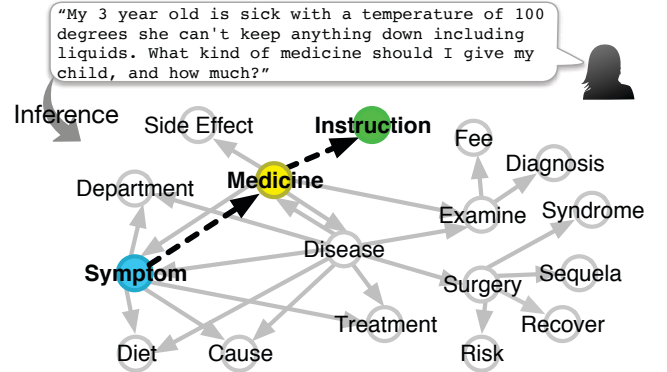 “My 3 year old is sick with a temperature of 100
degrees she can't keep anything down including
liquids. What kind of medicine should I give my
child, and how much?”
Inference
Side Effect
Instruction
Fee
Diagnosis
Department
Medicine
Examine
Syndrome
Disease
Symptom
Surgery
Sequela
Treatment
Recover
Diet
Cause
Risk